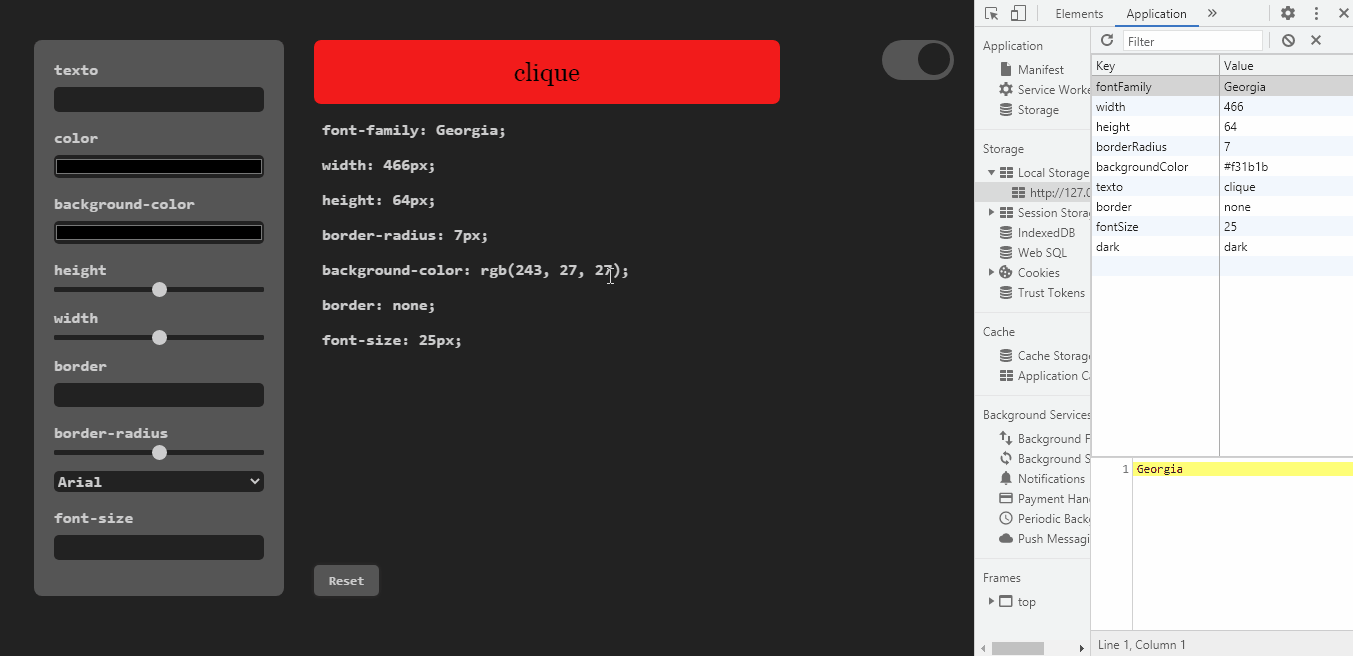 texto
color
background-color
height
width
border
border-radius
Arial
font-size
clique
font-family: Georgia;
width: 466px;
height: 64px;
border-radius: 7px;
background-color: rgb(243, 27, 27);
border: none;
font-size: 25px;
Reset
Elements Application »
Application
Manifest
Service Worke
Storage
Storage
Local Storage
http://127.0
Session Stora
IndexedDB
Web SQL
Cookies
Trust Tokens
Cache
Cache Storag
Application C
Background Services
Background F
Background S
Notifications
Payment Han
Periodic Back
Push Messagi
Frames
top
Filter
Key Value
fontFamily Georgia
width 466
height 64
borderRadius 7
backgroundColor #f31b1b
texto clique
border none
fontSize 25
dark dark
1 Georgia
Line 1, Column 1